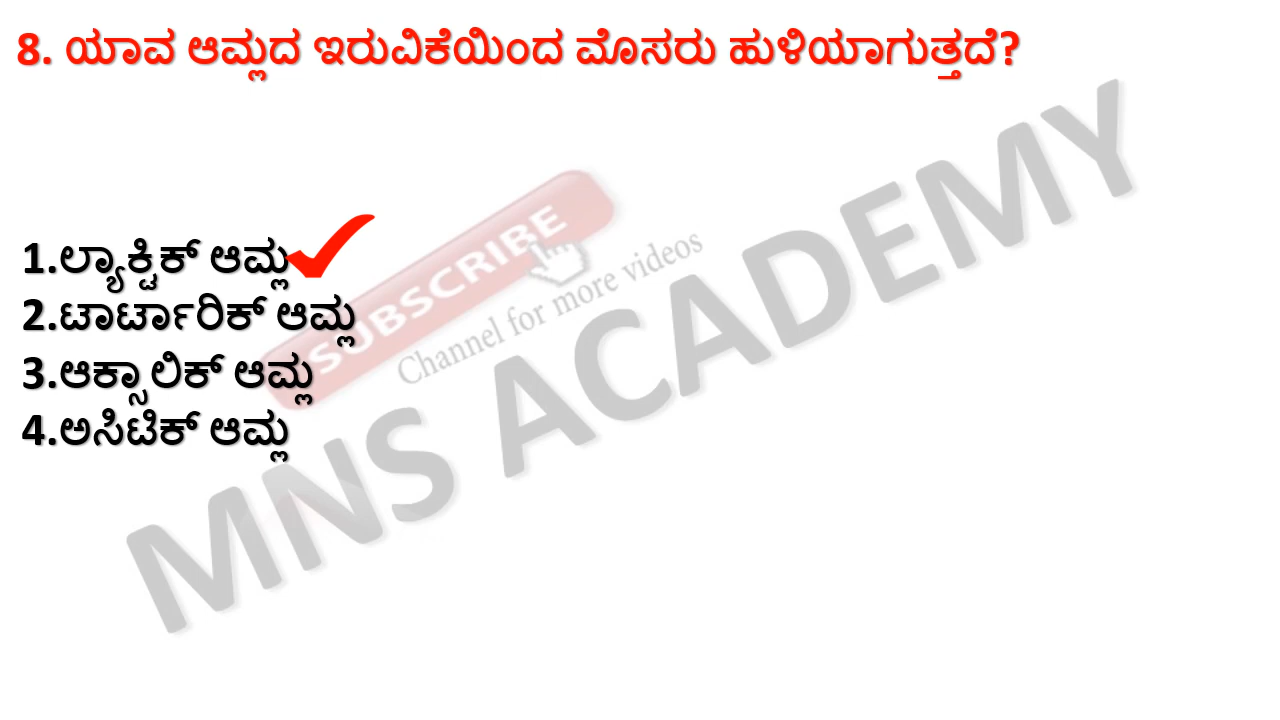 8. ಯಾವ ಆಮ್ಲದ ಇರುವಿಕೆಯಿಂದ ಮೊಸರು ಹುಳಿಯಾಗುತ್ತದೆ?
1.ಲ್ಯಾಕ್ಟಿಕ್ ಆಮ್ಲ
2.ಟಾರ್ಟಾರಿಕ್ ಆಮ್ಲ
3.ಆಕ್ಸಾಲಿಕ್ ಆಮ್ಲ
4.ಅಸಿಟಿಕ್ ಆಮ್ಲ
SUBSCRIBE
Channel for more videos
MNS ACADEMY